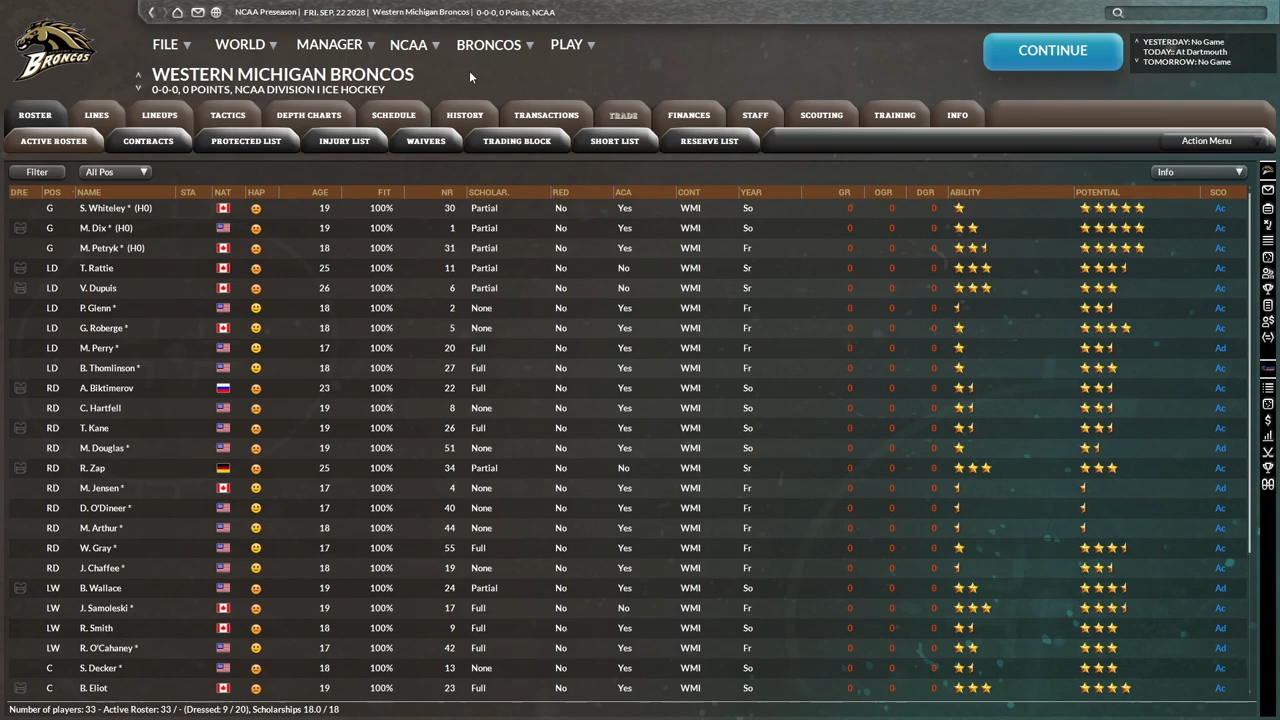 NCAA Preseason | FRI. SEP. 22 2028 | Western Michigan Broncos | 0-0-0, 0 Points, NCAA
BRONCOS
FILE WORLD MANAGER NCAA BRONCOS PLAY
CONTINUE
YESTERDAY: No Game
TODAY:: At Dartmouth
TOMORROW: No Game
WESTERN MICHIGAN BRONCOS
0-0-0, 0 POINTS, NCAA DIVISION I ICE HOCKEY
ROSTER LINES LINEUPS TACTICS DEPTH CHARTS SCHEDULE HISTORY TRANSACTIONS TRADE FINANCES STAFF SCOUTING TRAINING INFO
ACTIVE ROSTER CONTRACTS PROTECTED LIST INJURY LIST WAIVERS TRADING BLOCK SHORT LIST RESERVE LIST Action Menu
Filter All Pos Info
DRE POS NAME STA NAT HAP AGE FIT NR SCHOLAR. RED ACA CONT YEAR GR OGR DGR ABILITY POTENTIAL SCO
G S. Whiteley * (H0) 19 100% 30 Partial No Yes WMI So 0 0 0 Ac
G M. Dix * (H0) 19 100% 1 Partial No Yes WMI So 0 0 0 Ac
G M. Petryk * (H0) 18 100% 31 Partial No Yes WMI Fr 0 0 0 Ac
LD T. Rattie 25 100% 11 Partial No No WMI Sr 0 0 0 Ac
LD V. Dupuis 26 100% 6 Partial No No WMI Sr 0 0 0 Ac
LD P. Glenn * 18 100% 2 None No Yes WMI Fr 0 0 0 Ac
LD G. Roberge * 18 100% 5 None No Yes WMI Fr 0 0 0 Ac
LD M. Perry * 17 100% 20 Full No Yes WMI Fr 0 0 0 Ad
LD B. Thomlinson * 18 100% 27 Full No Yes WMI Fr 0 0 0 Ac
RD A. Biktimerov 23 100% 22 Full No Yes WMI So 0 0 0 Ac
RD C. Hartfell 19 100% 8 None No Yes WMI So 0 0 0 Ac
RD T. Kane 19 100% 26 Full No Yes WMI So 0 0 0 Ac
RD M. Douglas * 19 100% 51 None No Yes WMI So 0 0 0 Ad
RD R. Zap 25 100% 34 Partial No No WMI Sr 0 0 0 Ac
RD M. Jensen * 17 100% 4 None No Yes WMI Fr 0 0 0 Ad
RD D. O'Dineer * 17 100% 40 None No Yes WMI Fr 0 0 0 Ac
RD M. Arthur * 18 100% 44 None No Yes WMI Fr 0 0 0 Ac
RD W. Gray * 17 100% 55 Full No Yes WMI Fr 0 0 0 Ac
RD J. Chaffee * 18 100% 19 None No Yes WMI Fr 0 0 0 Ac
LW B. Wallace 19 100% 24 Partial No Yes WMI So 0 0 0 Ad
LW J. Samoleski * 19 100% 17 Full No No WMI Fr 0 0 0 Ac
LW R. Smith 18 100% 9 Full No Yes WMI So 0 0 0 Ad
LW R. O'Cahaney * 17 100% 42 Full No Yes WMI Fr 0 0 0 Ad
C S. Decker * 18 100% 13 None No Yes WMI So 0 0 0 Ac
C B. Eliot 19 100% 23 Full No Yes WMI So 0 0 0 Ac
Number of players: 33 - Active Roster: 33 / - (Dressed: 9 / 20), Scholarships 18.0 / 18